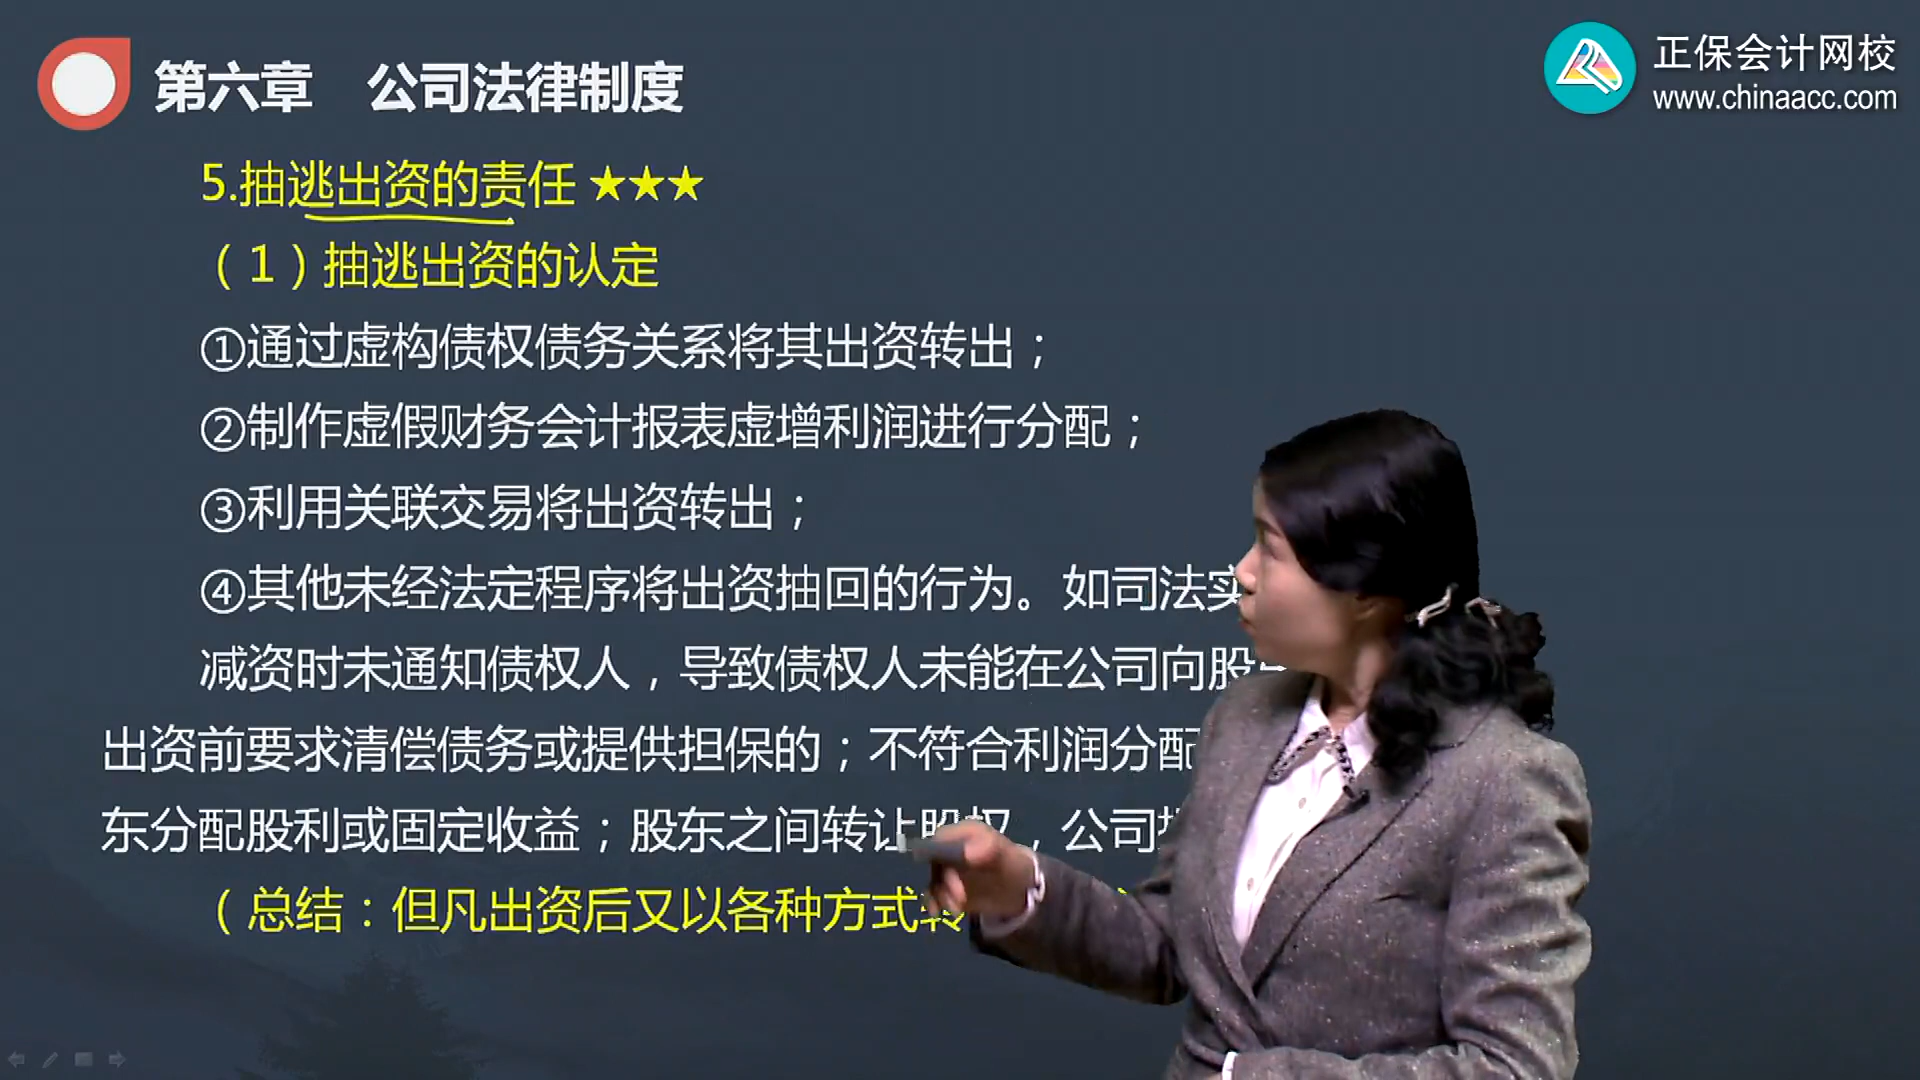 第六章 公司法律制度
正保会计网校
www.chinaacc.com
5.抽逃出资的责任 ★★★
（1）抽逃出资的认定
①通过虚构债权债务关系将其出资转出；
②制作虚假财务会计报表虚增利润进行分配；
③利用关联交易将出资转出；
④其他未经法定程序将出资抽回的行为。如司法实
减资时未通知债权人，导致债权人未能在公司向股
出资前要求清偿债务或提供担保的；不符合利润分配
东分配股利或固定收益；股东之间转让股权，公司
（总结：但凡出资后又以各种方式转